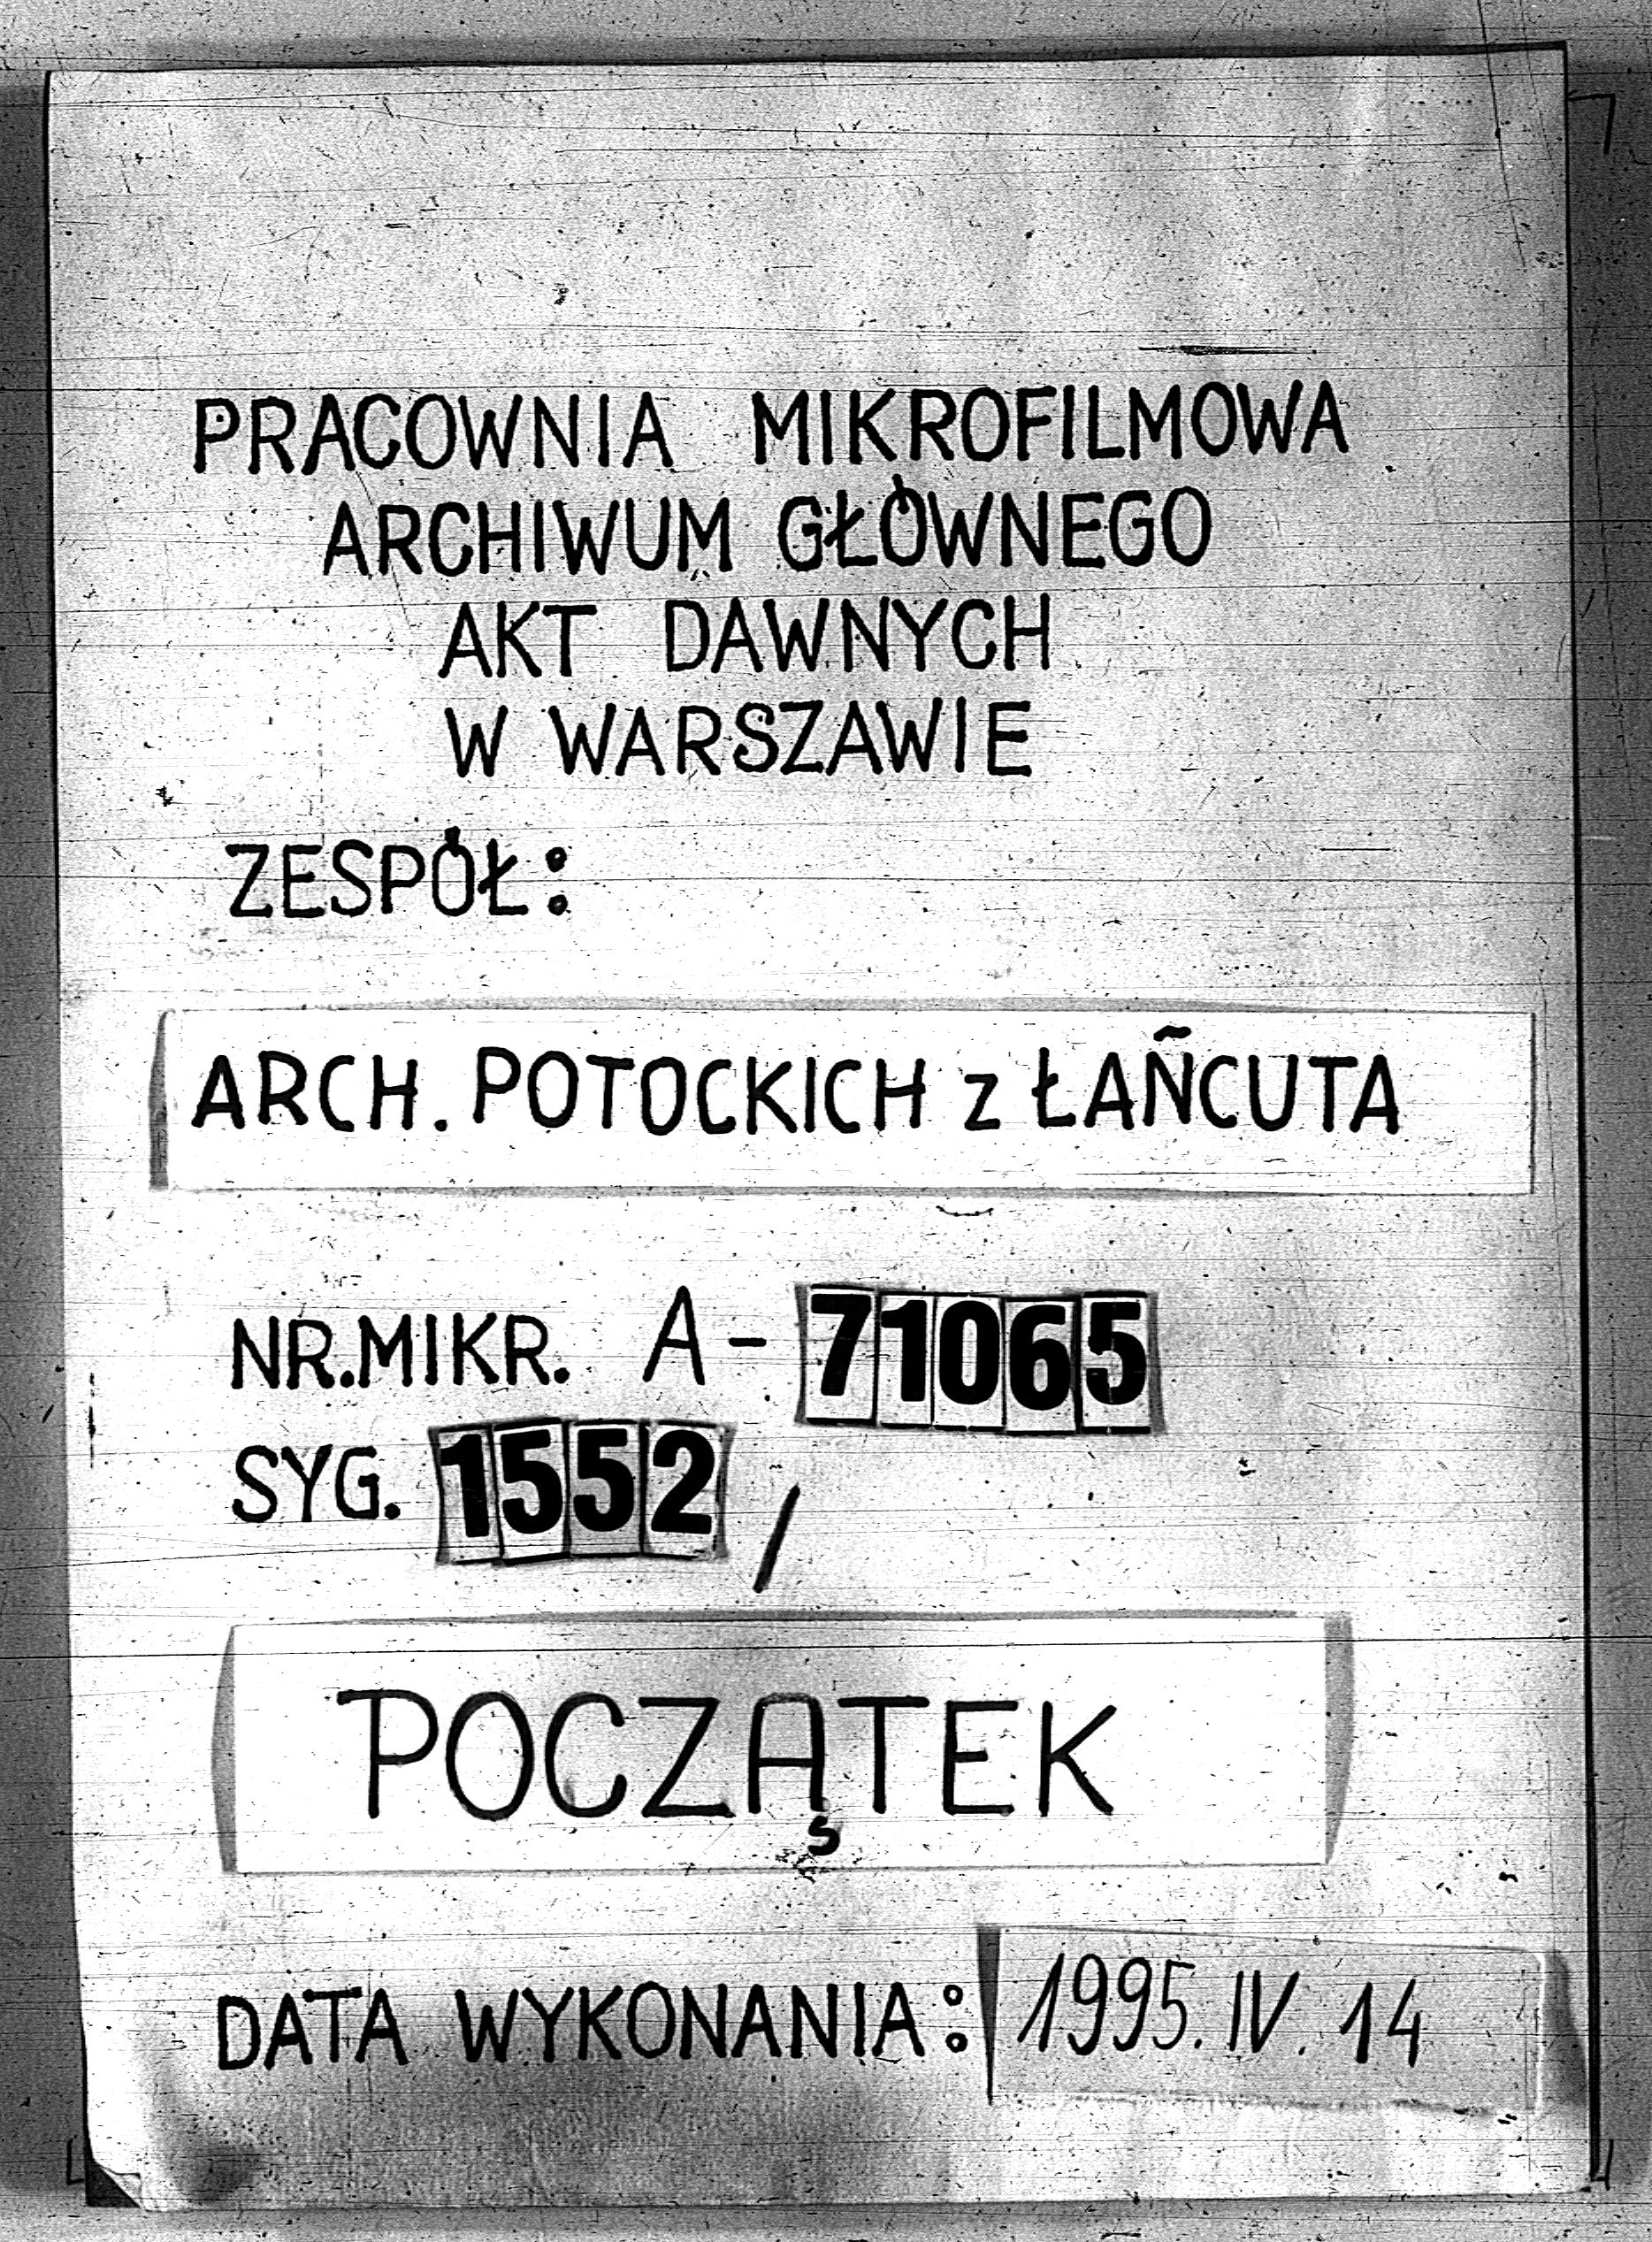 PRACOWNIA MIKROFILMOWA
ARCHIWUM GŁÓWNEGO
AKT DAWNYCH
W WARSZAWIE
ZESPÓŁ:
ARCH. POTOCKICH z ŁAŃCUTA
NR.MIKR. A-71065
SYG. 1552/
POCZĄTEK
DATA WYKONANIA: 1995.IV.14